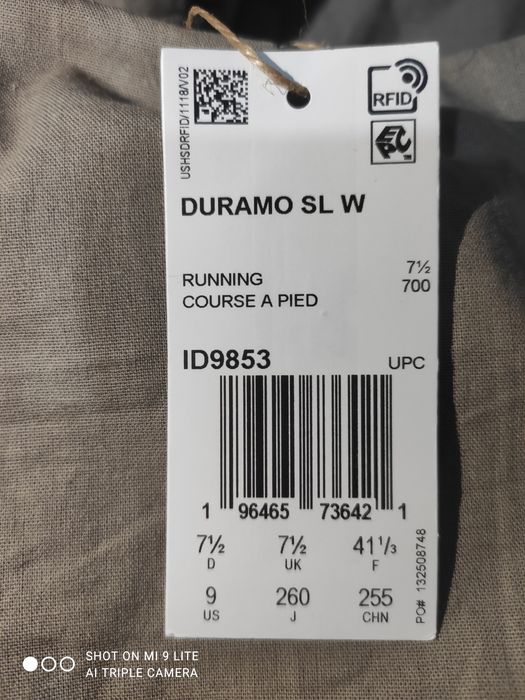 USHSDRFID/1118/V02
RFID
EPC
TM
DURAMO SL W
RUNNING 7½
COURSE A PIED 700
ID9853 UPC
1 96465 73642 1
7½ 7½ 41⅓
D UK F
9 260 255
US J CHN
PO# 132508748
SHOT ON MI 9 LITE
AI TRIPLE CAMERA